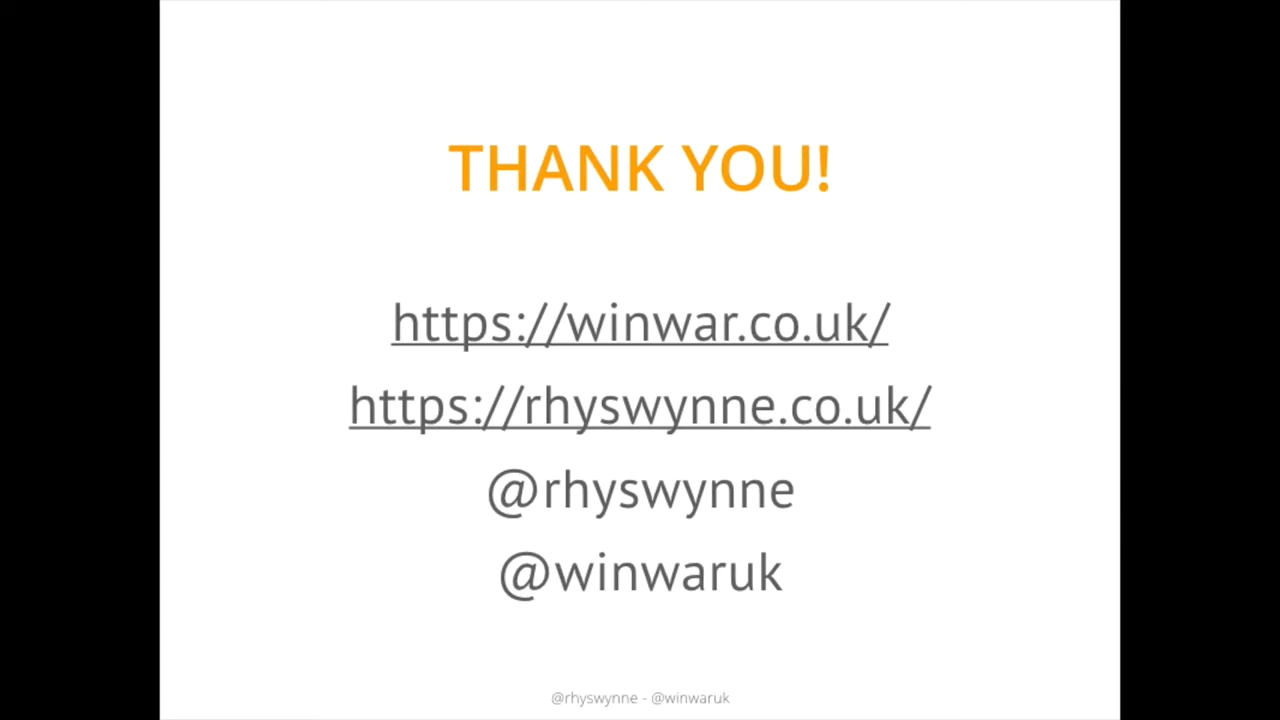 THANK YOU!
https://winwar.co.uk/
https://rhyswynne.co.uk/
@rhyswynne
@winwaruk
@rhyswynne - @winwaruk